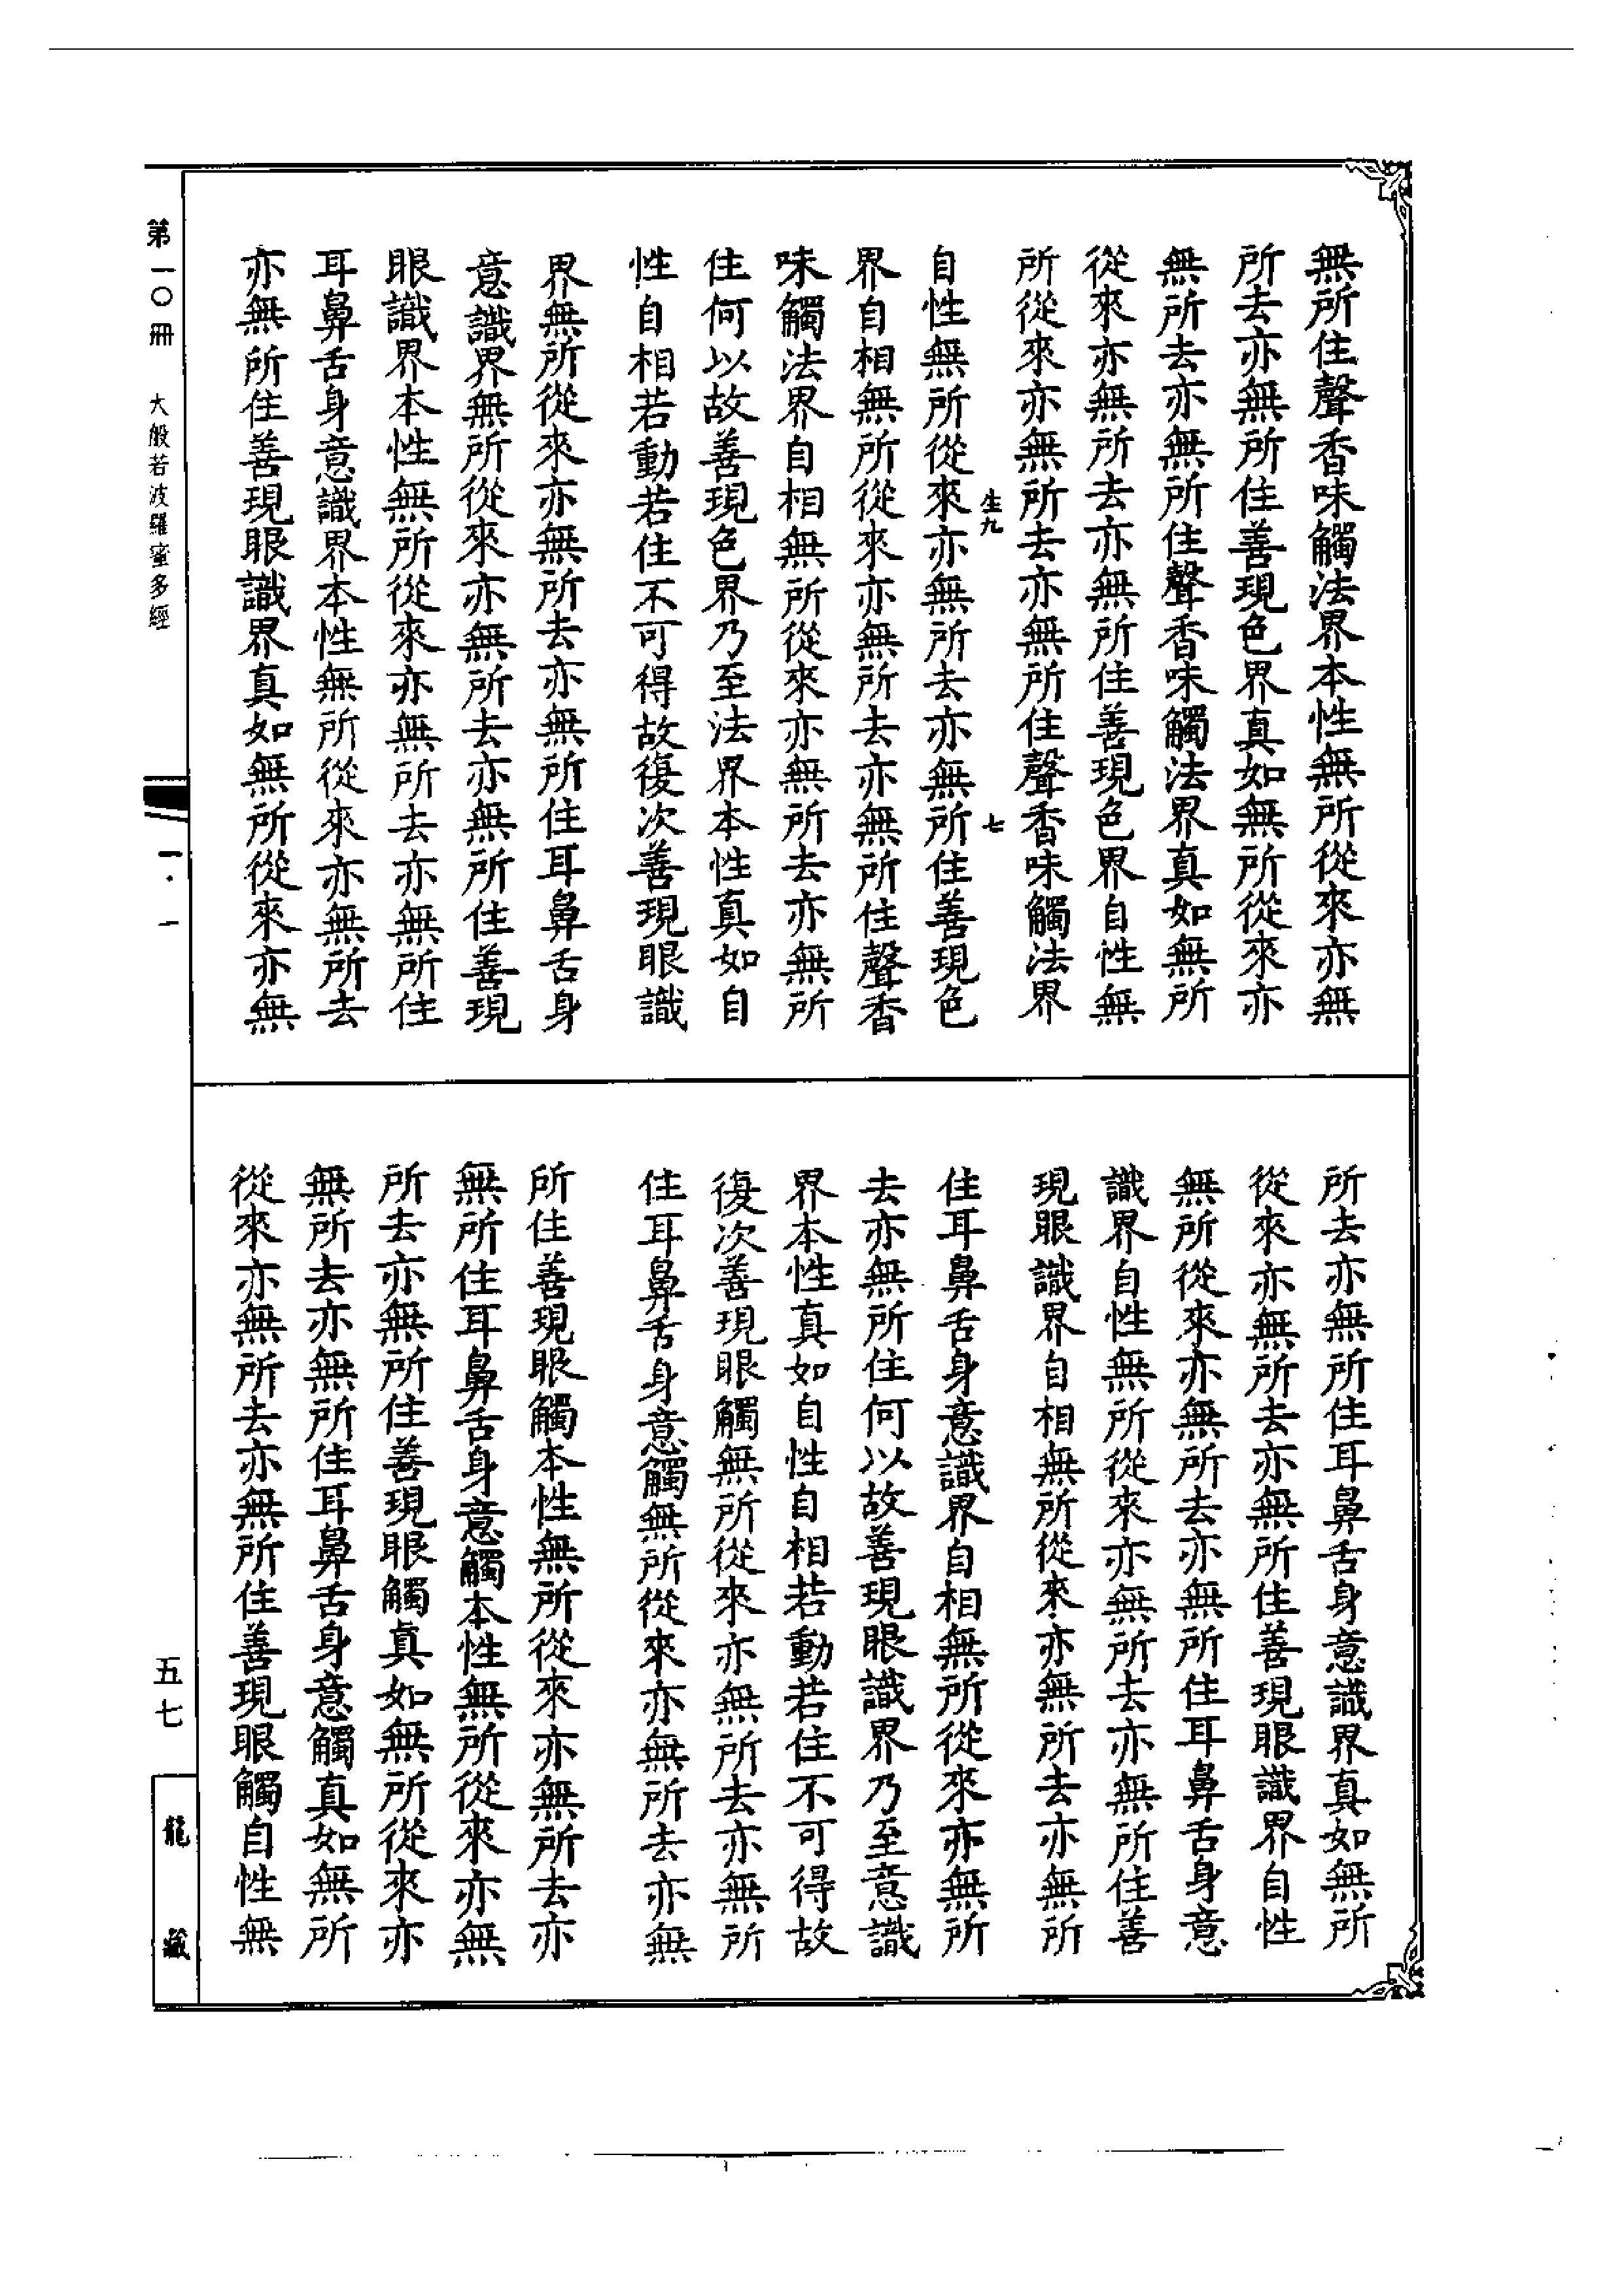 無所住聲香味觸法界本性無所從來亦無
所去亦無所住善現色界真如無所從來亦
無所去亦無所住聲香味觸法界真如無所
從來亦無所去亦無所住善現色界自性無
所從來亦無所去亦無所住聲香味觸法界
生九 七
自性無所從來亦無所去亦無所住善現色
界自相無所從來亦無所去亦無所住聲香
味觸法界自相無所從來亦無所去亦無所
住何以故善現色界乃至法界本性真如自
性自相若動若住不可得故復次善現眼識
界無所從來亦無所去亦無所住耳鼻舌身
意識界無所從來亦無所去亦無所住善現
眼識界本性無所從來亦無所去亦無所住
耳鼻舌身意識界本性無所從來亦無所去
亦無所住善現眼識界真如無所從來亦無
所去亦無所住耳鼻舌身意識界真如無所
從來亦無所去亦無所住善現眼識界自性
無所從來亦無所去亦無所住耳鼻舌身意
識界自性無所從來亦無所去亦無所住善
現眼識界自相無所從來亦無所去亦無所
住耳鼻舌身意識界自相無所從來亦無所
去亦無所住何以故善現眼識界乃至意識
界本性真如自性自相若動若住不可得故
復次善現眼觸無所從來亦無所去亦無所
住耳鼻舌身意觸無所從來亦無所去亦無
所住善現眼觸本性無所從來亦無所去亦
無所住耳鼻舌身意觸本性無所從來亦無
所去亦無所住善現眼觸真如無所從來亦
無所去亦無所住耳鼻舌身意觸真如無所
從來亦無所去亦無所住善現眼觸自性無
第一〇冊 大般若波羅蜜多經
一·一
五七
龍藏